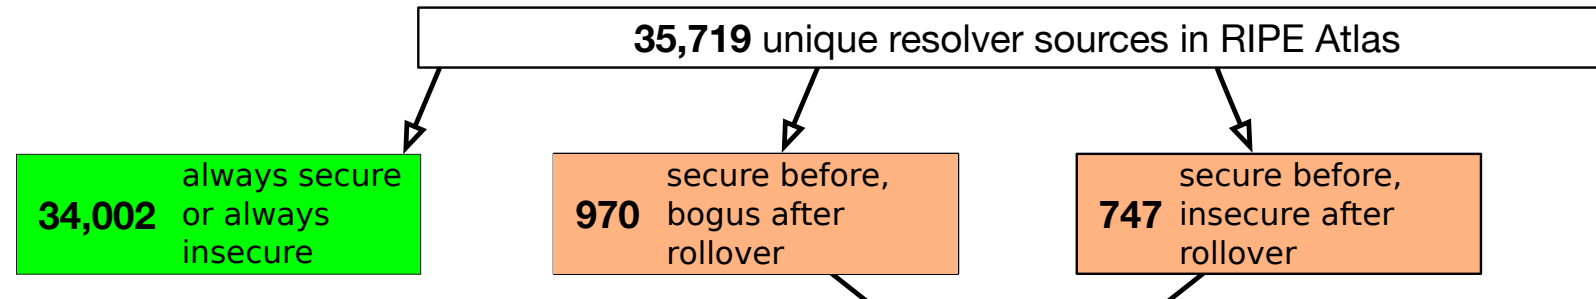 35,719 unique resolver sources in RIPE Atlas
34,002
always secure
or always
insecure
970
secure before,
bogus after
rollover
747
secure before,
insecure after
rollover